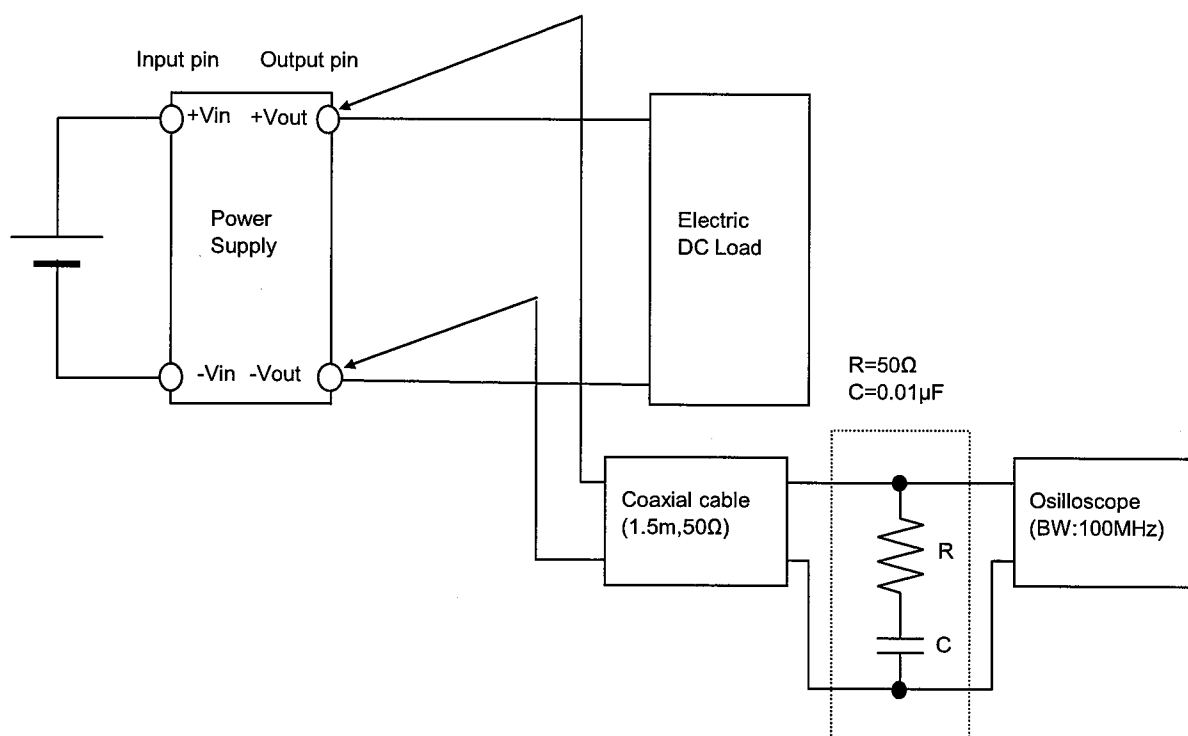 Input pin Output pin
+Vin +Vout
Power
Supply
-Vin -Vout
Electric
DC Load
R=50Ω
C=0.01µF
Coaxial cable
(1.5m,50Ω)
R
C
Osilloscope
(BW:100MHz)